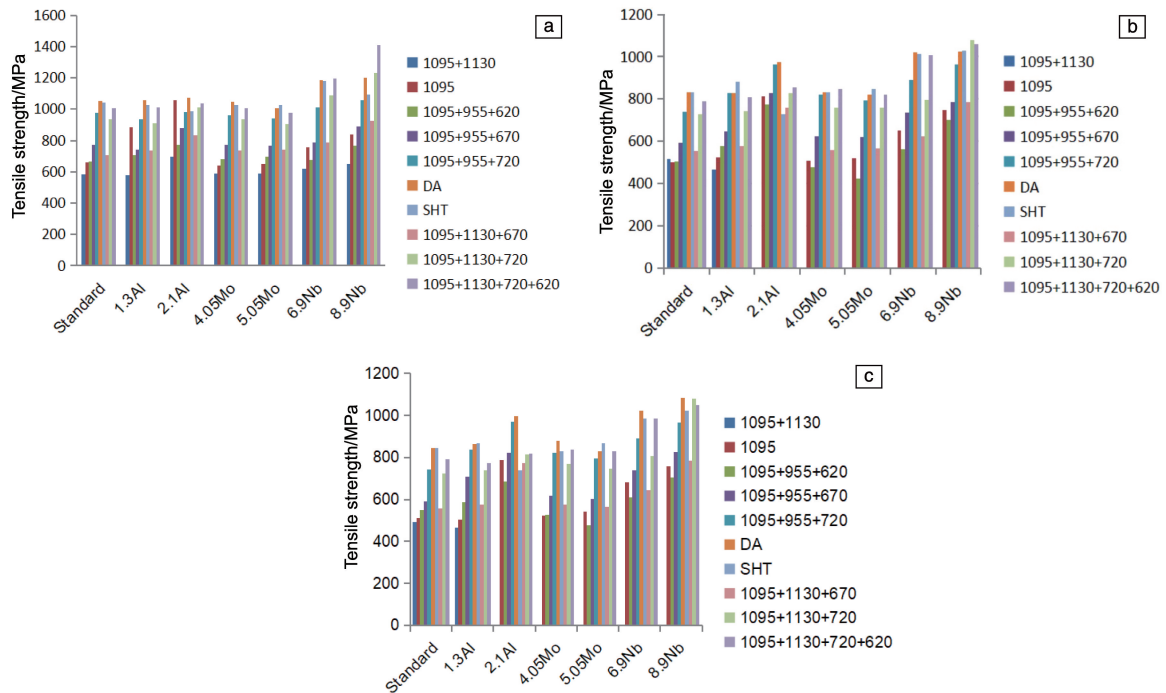 a
Tensile strength/MPa
1600
1400
1200
1000
800
600
400
200
0
Standard
1.3Al
2.1Al
4.05Mo
5.05Mo
6.9Nb
8.9Nb
1095+1130
1095
1095+955+620
1095+955+670
1095+955+720
DA
SHT
1095+1130+670
1095+1130+720
1095+1130+720+620
b
Tensile strength/MPa
1200
1000
800
600
400
200
0
Standard
1.3Al
2.1Al
4.05Mo
5.05Mo
6.9Nb
8.9Nb
1095+1130
1095
1095+955+620
1095+955+670
1095+955+720
DA
SHT
1095+1130+670
1095+1130+720
1095+1130+720+620
c
Tensile strength/MPa
1200
1000
800
600
400
200
0
Standard
1.3Al
2.1Al
4.05Mo
5.05Mo
6.9Nb
8.9Nb
1095+1130
1095
1095+955+620
1095+955+670
1095+955+720
DA
SHT
1095+1130+670
1095+1130+720
1095+1130+720+620